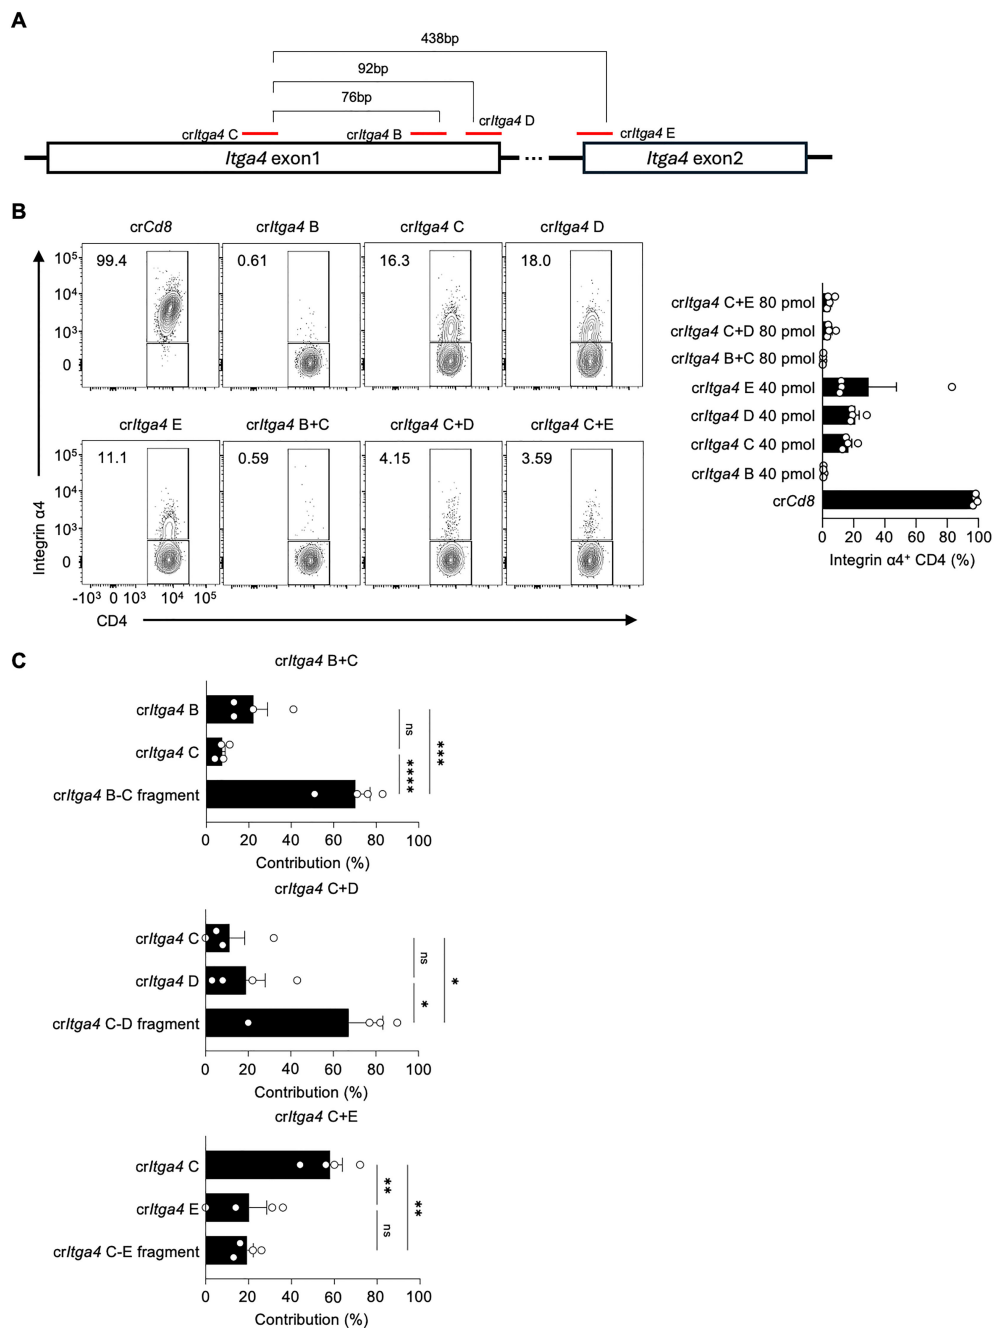 A
438bp
92bp
76bp
crItga4 D
crItga4 C
crItga4 B
crItga4 E
Itga4 exon1
...
Itga4 exon2
B
crCd8
crItga4 B
crItga4 C
crItga4 D
99.4
0.61
16.3
18.0
10⁵
10⁴
10³
0
crItga4 E
crItga4 B+C
crItga4 C+D
crItga4 C+E
11.1
0.59
4.15
3.59
10⁵
10⁴
10³
0
Integrin α4
-10³ 0 10³ 10⁴ 10⁵
CD4
crItga4 C+E 80 pmol
crItga4 C+D 80 pmol
crItga4 B+C 80 pmol
crItga4 E 40 pmol
crItga4 D 40 pmol
crItga4 C 40 pmol
crItga4 B 40 pmol
crCd8
0 20 40 60 80 100
Integrin α4⁺ CD4 (%)
C
crItga4 B+C
crItga4 B
crItga4 C
crItga4 B-C fragment
ns
****
***
0 20 40 60 80 100
Contribution (%)
crItga4 C+D
crItga4 C
crItga4 D
crItga4 C-D fragment
ns
*
*
0 20 40 60 80 100
Contribution (%)
crItga4 C+E
crItga4 C
crItga4 E
crItga4 C-E fragment
**
ns
**
0 20 40 60 80 100
Contribution (%)